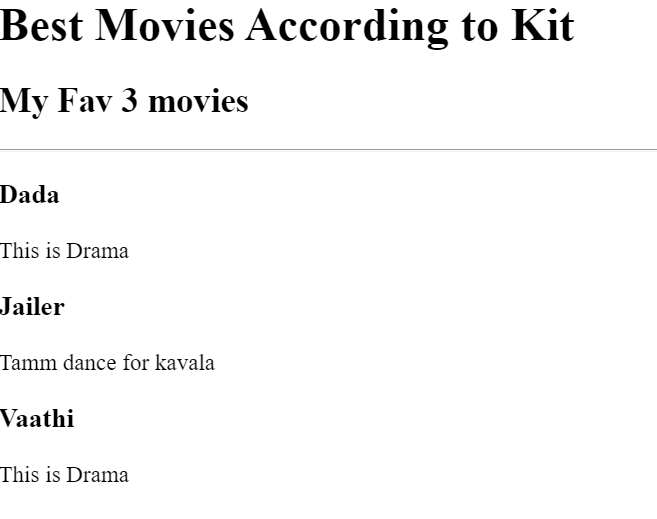 Best Movies According to Kit
My Fav 3 movies
Dada
This is Drama
Jailer
Tamm dance for kavala
Vaathi
This is Drama